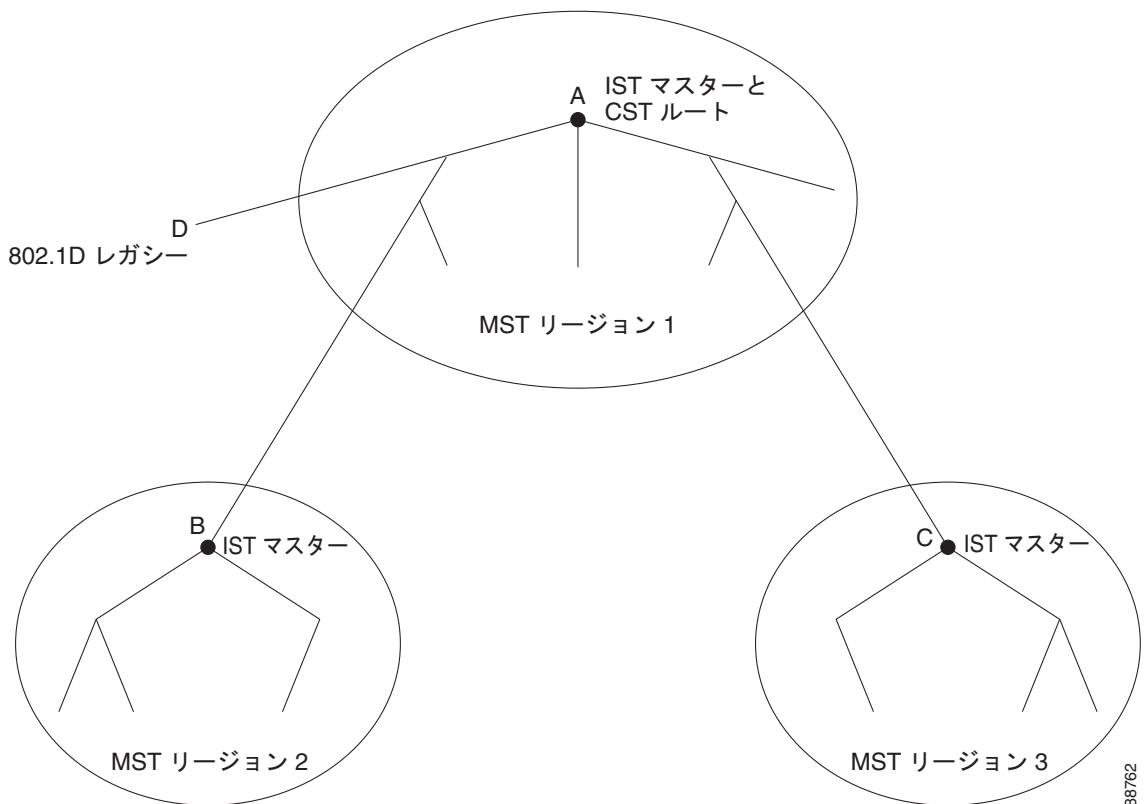 A
IST マスターと
CST ルート
D
802.1D レガシー
MST リージョン 1
B
IST マスター
C
IST マスター
MST リージョン 2
MST リージョン 3